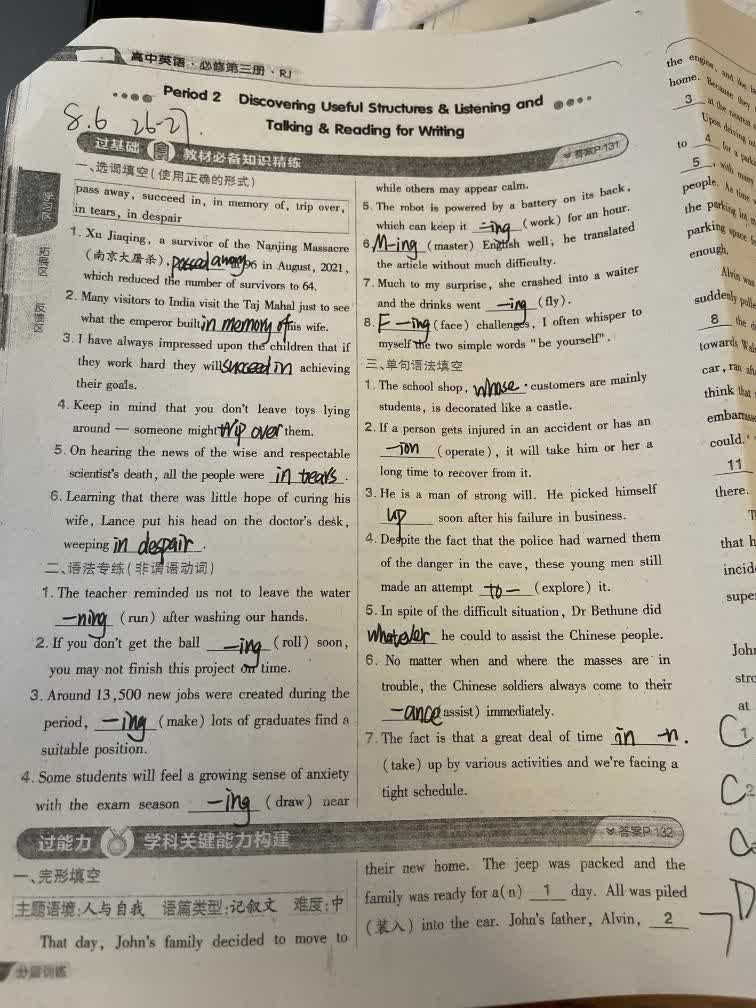 高中英语·必修第三册·RJ
Period 2 Discovering Useful Structures & Listening and
Talking & Reading for Writing
8.6 26-27.
过基础 教材必备知识精练
答案P131
学习区
拓展区
反馈区
一、选词填空(使用正确的形式)
pass away, succeed in, in memory of, trip over,
in tears, in despair
1. Xu Jiaqing, a survivor of the Nanjing Massacre
(南京大屠杀), passed away at 96 in August, 2021,
which reduced the number of survivors to 64.
2. Many visitors to India visit the Taj Mahal just to see
what the emperor built in memory of his wife.
3. I have always impressed upon the children that if
they work hard they will succeed in achieving
their goals.
4. Keep in mind that you don't leave toys lying
around — someone might trip over them.
5. On hearing the news of the wise and respectable
scientist's death, all the people were in tears.
6. Learning that there was little hope of curing his
wife, Lance put his head on the doctor's desk,
weeping in despair.
二、语法专练(非谓语动词)
1. The teacher reminded us not to leave the water
-ning (run) after washing our hands.
2. If you don't get the ball -ing (roll) soon,
you may not finish this project on time.
3. Around 13,500 new jobs were created during the
period, -ing (make) lots of graduates find a
suitable position.
4. Some students will feel a growing sense of anxiety
with the exam season -ing (draw) near
while others may appear calm.
5. The robot is powered by a battery on its back,
which can keep it -ing (work) for an hour.
6. M-ing (master) English well, he translated
the article without much difficulty.
7. Much to my surprise, she crashed into a waiter
and the drinks went -ing (fly).
8. F-ing (face) challenges, I often whisper to
myself the two simple words "be yourself".
三、单句语法填空
1. The school shop, whose customers are mainly
students, is decorated like a castle.
2. If a person gets injured in an accident or has an
-ion (operate), it will take him or her a
long time to recover from it.
3. He is a man of strong will. He picked himself
up soon after his failure in business.
4. Despite the fact that the police had warned them
of the danger in the cave, these young men still
made an attempt to - (explore) it.
5. In spite of the difficult situation, Dr Bethune did
whatever he could to assist the Chinese people.
6. No matter when and where the masses are in
trouble, the Chinese soldiers always come to their
-ance (assist) immediately.
7. The fact is that a great deal of time in -n.
(take) up by various activities and we're facing a
tight schedule.
过能力 学科关键能力构建
答案P132
一、完形填空
主题语境:人与自我 语篇类型:记叙文 难度:中
That day, John's family decided to move to
their new home. The jeep was packed and the
family was ready for a(n) 1 day. All was piled
(装入) into the car. John's father, Alvin, 2
分层训练
the engine, and the
home. Because they
3 at the nearest
Upon driving
to 4 for a
5, with many
people. As time
the parking lot,
parking space
enough.
Alvin was
suddenly
8 the
towards
car, ran
think that
could.
11
there.
that
John
at
C 1
C 2
D